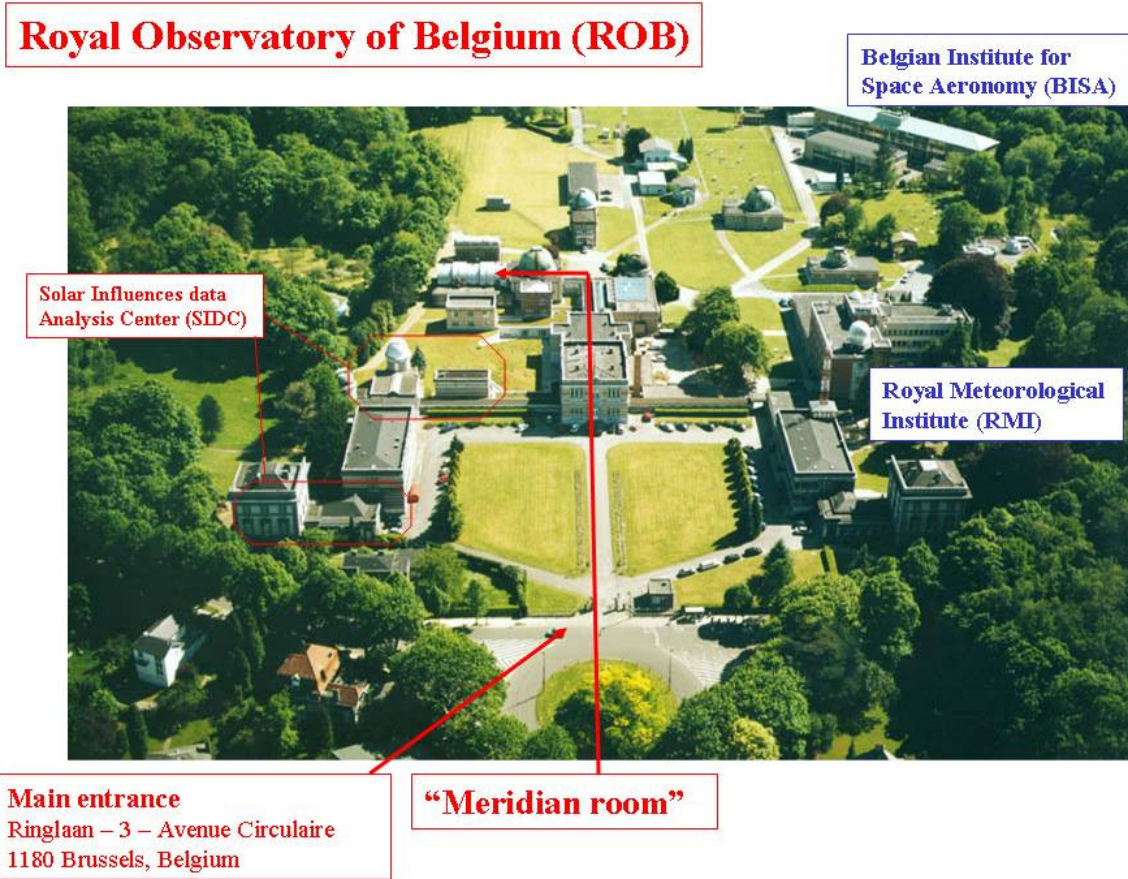 Royal Observatory of Belgium (ROB)
Belgian Institute for
Space Aeronomy (BISA)
Solar Influences data
Analysis Center (SIDC)
Royal Meteorological
Institute (RMI)
Main entrance
Ringlaan – 3 – Avenue Circulaire
1180 Brussels, Belgium
“Meridian room”